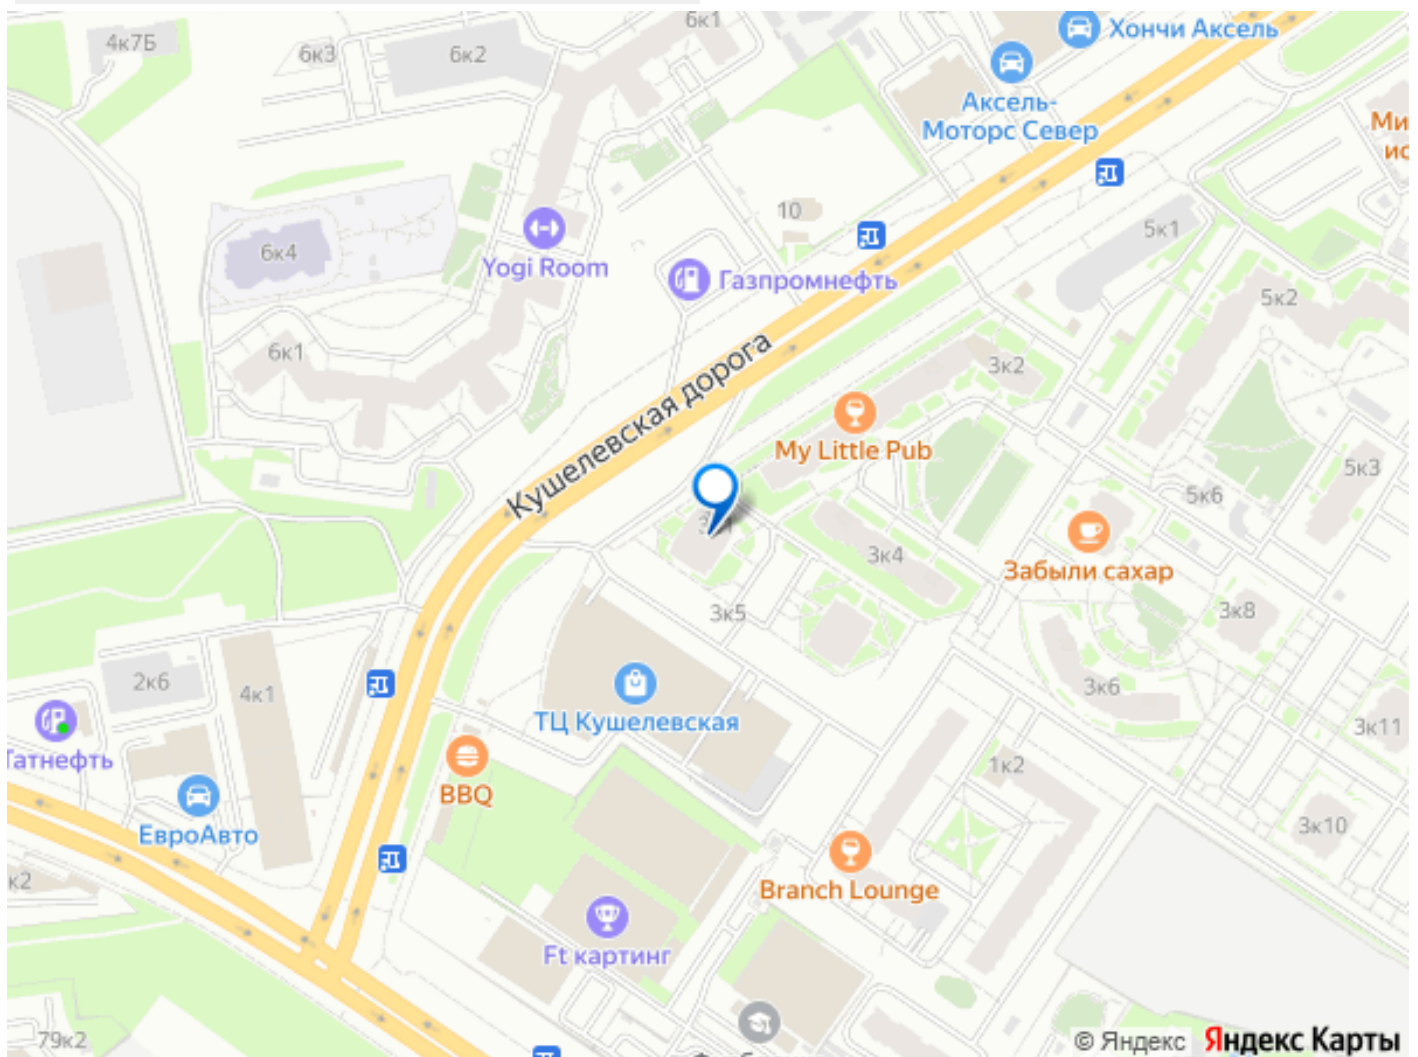 6к1
Хончи Аксель
4к7Б
6к3
6к2
Аксель-
Моторс Север
Ми
ис
10
5к1
6к4
Yogi Room
Газпромнефть
5к2
6к1
Кушелевская дорога
3к2
My Little Pub
5к3
5к6
3к4
Забыли сахар
3к5
3к8
2к6
4к1
ТЦ Кушелевская
3к6
3к11
Татнефть
1к2
BBQ
ЕвроАвто
3к10
к2
Branch Lounge
Ft картинг
79к2
© Яндекс
Яндекс Карты